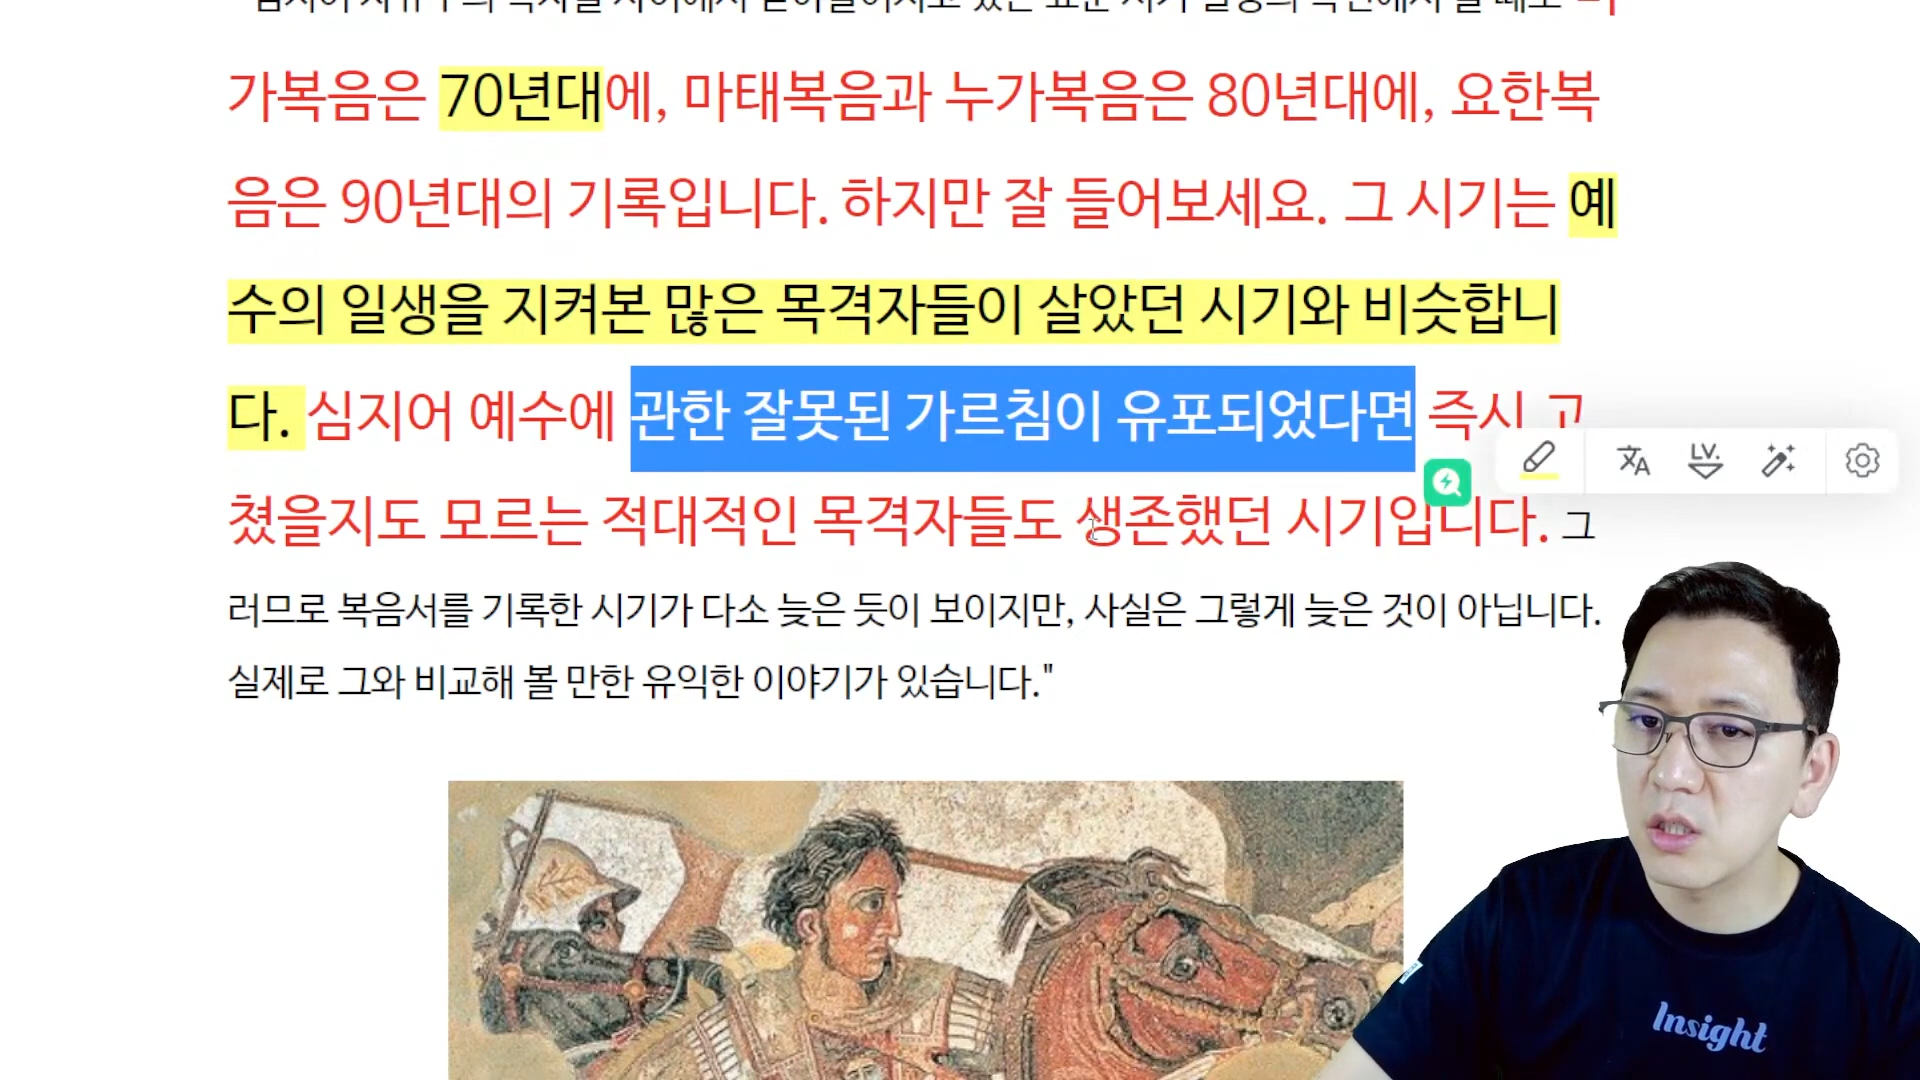 가복음은 70년대에, 마태복음과 누가복음은 80년대에, 요한복
음은 90년대의 기록입니다. 하지만 잘 들어보세요. 그 시기는 예
수의 일생을 지켜본 많은 목격자들이 살았던 시기와 비슷합니
다. 심지어 예수에 관한 잘못된 가르침이 유포되었다면 즉시
LV.
쳤을지도 모르는 적대적인 목격자들도 생존했던 시기입니다. 그
러므로 복음서를 기록한 시기가 다소 늦은 듯이 보이지만, 사실은 그렇게 늦은 것이 아닙니다.
실제로 그와 비교해 볼 만한 유익한 이야기가 있습니다."
Insight